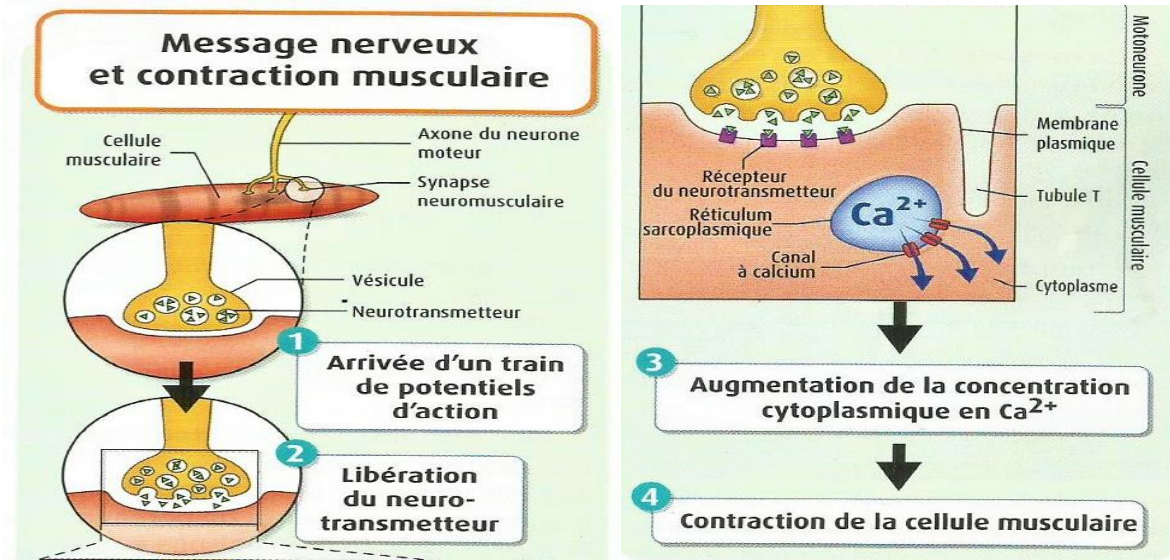 Message nerveux
et contraction musculaire
Cellule
musculaire
Axone du neurone
moteur
Synapse
neuromusculaire
Vésicule
Neurotransmetteur
1
Arrivée d'un train
de potentiels
d'action
2
Libération
du neuro-
transmetteur
Motoneurone
Membrane
plasmique
Récepteur
du neurotransmetteur
Tubule T
Cellule musculaire
Réticulum
sarcoplasmique
Ca2+
Canal
à calcium
Cytoplasme
3
Augmentation de la concentration
cytoplasmique en Ca2+
4
Contraction de la cellule musculaire